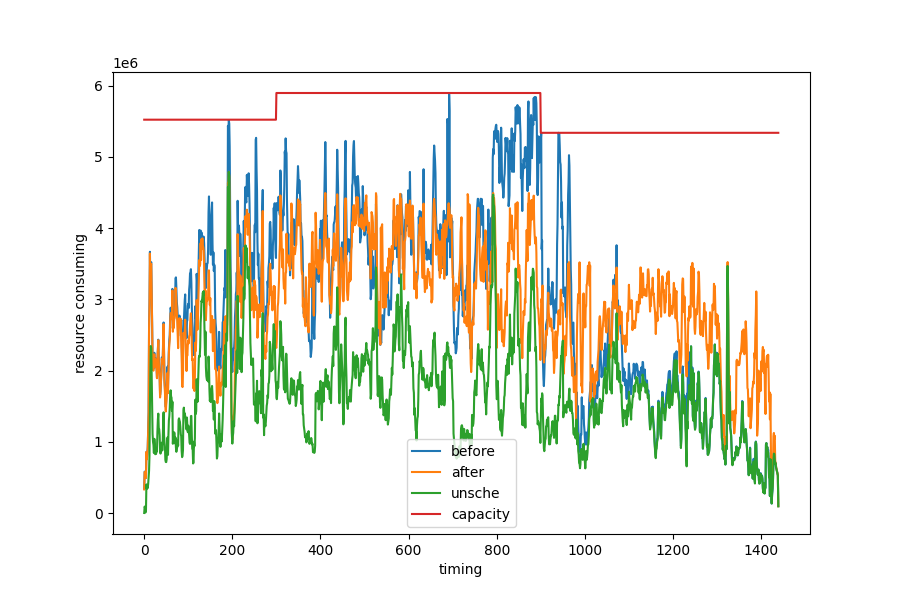 1e6
6
5
4
3
2
1
0
resource consuming
0 200 400 600 800 1000 1200 1400
timing
before
after
unsche
capacity